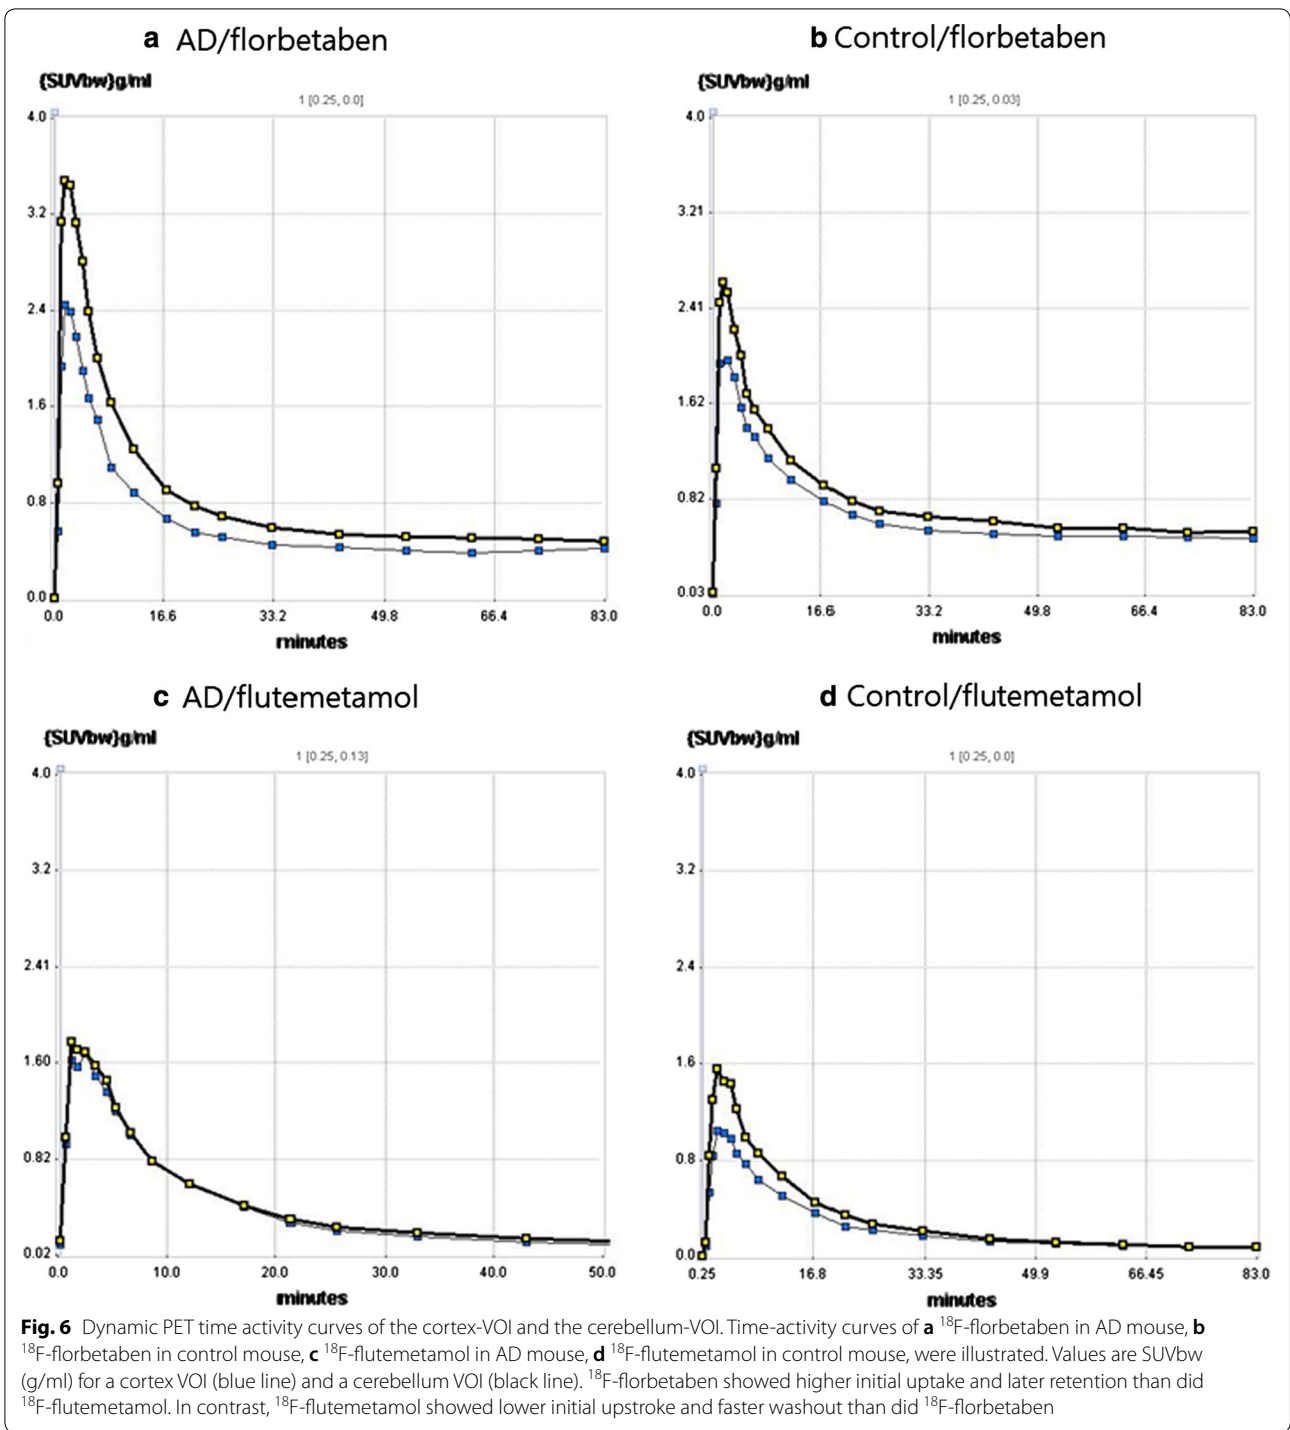 a AD/florbetaben
{SUVbw}g/ml
1 [0.25, 0.0]
4.0
3.2
2.4
1.6
0.8
0.0
0.0 16.6 33.2 49.8 66.4 83.0
minutes
b Control/florbetaben
{SUVbw}g/ml
1 [0.25, 0.03]
4.0
3.21
2.41
1.62
0.82
0.03
0.0 16.6 33.2 49.8 66.4 83.0
minutes
c AD/flutemetamol
{SUVbw}g/ml
1 [0.25, 0.13]
4.0
3.2
2.41
1.60
0.82
0.02
0.0 10.0 20.0 30.0 40.0 50.0
minutes
d Control/flutemetamol
{SUVbw}g/ml
1 [0.25, 0.0]
4.0
3.2
2.4
1.6
0.8
0.0
0.25 16.8 33.35 49.9 66.45 83.0
minutes
Fig. 6 Dynamic PET time activity curves of the cortex-VOI and the cerebellum-VOI. Time-activity curves of a ¹⁸F-florbetaben in AD mouse, b
¹⁸F-florbetaben in control mouse, c ¹⁸F-flutemetamol in AD mouse, d ¹⁸F-flutemetamol in control mouse, were illustrated. Values are SUVbw
(g/ml) for a cortex VOI (blue line) and a cerebellum VOI (black line). ¹⁸F-florbetaben showed higher initial uptake and later retention than did
¹⁸F-flutemetamol. In contrast, ¹⁸F-flutemetamol showed lower initial upstroke and faster washout than did ¹⁸F-florbetaben